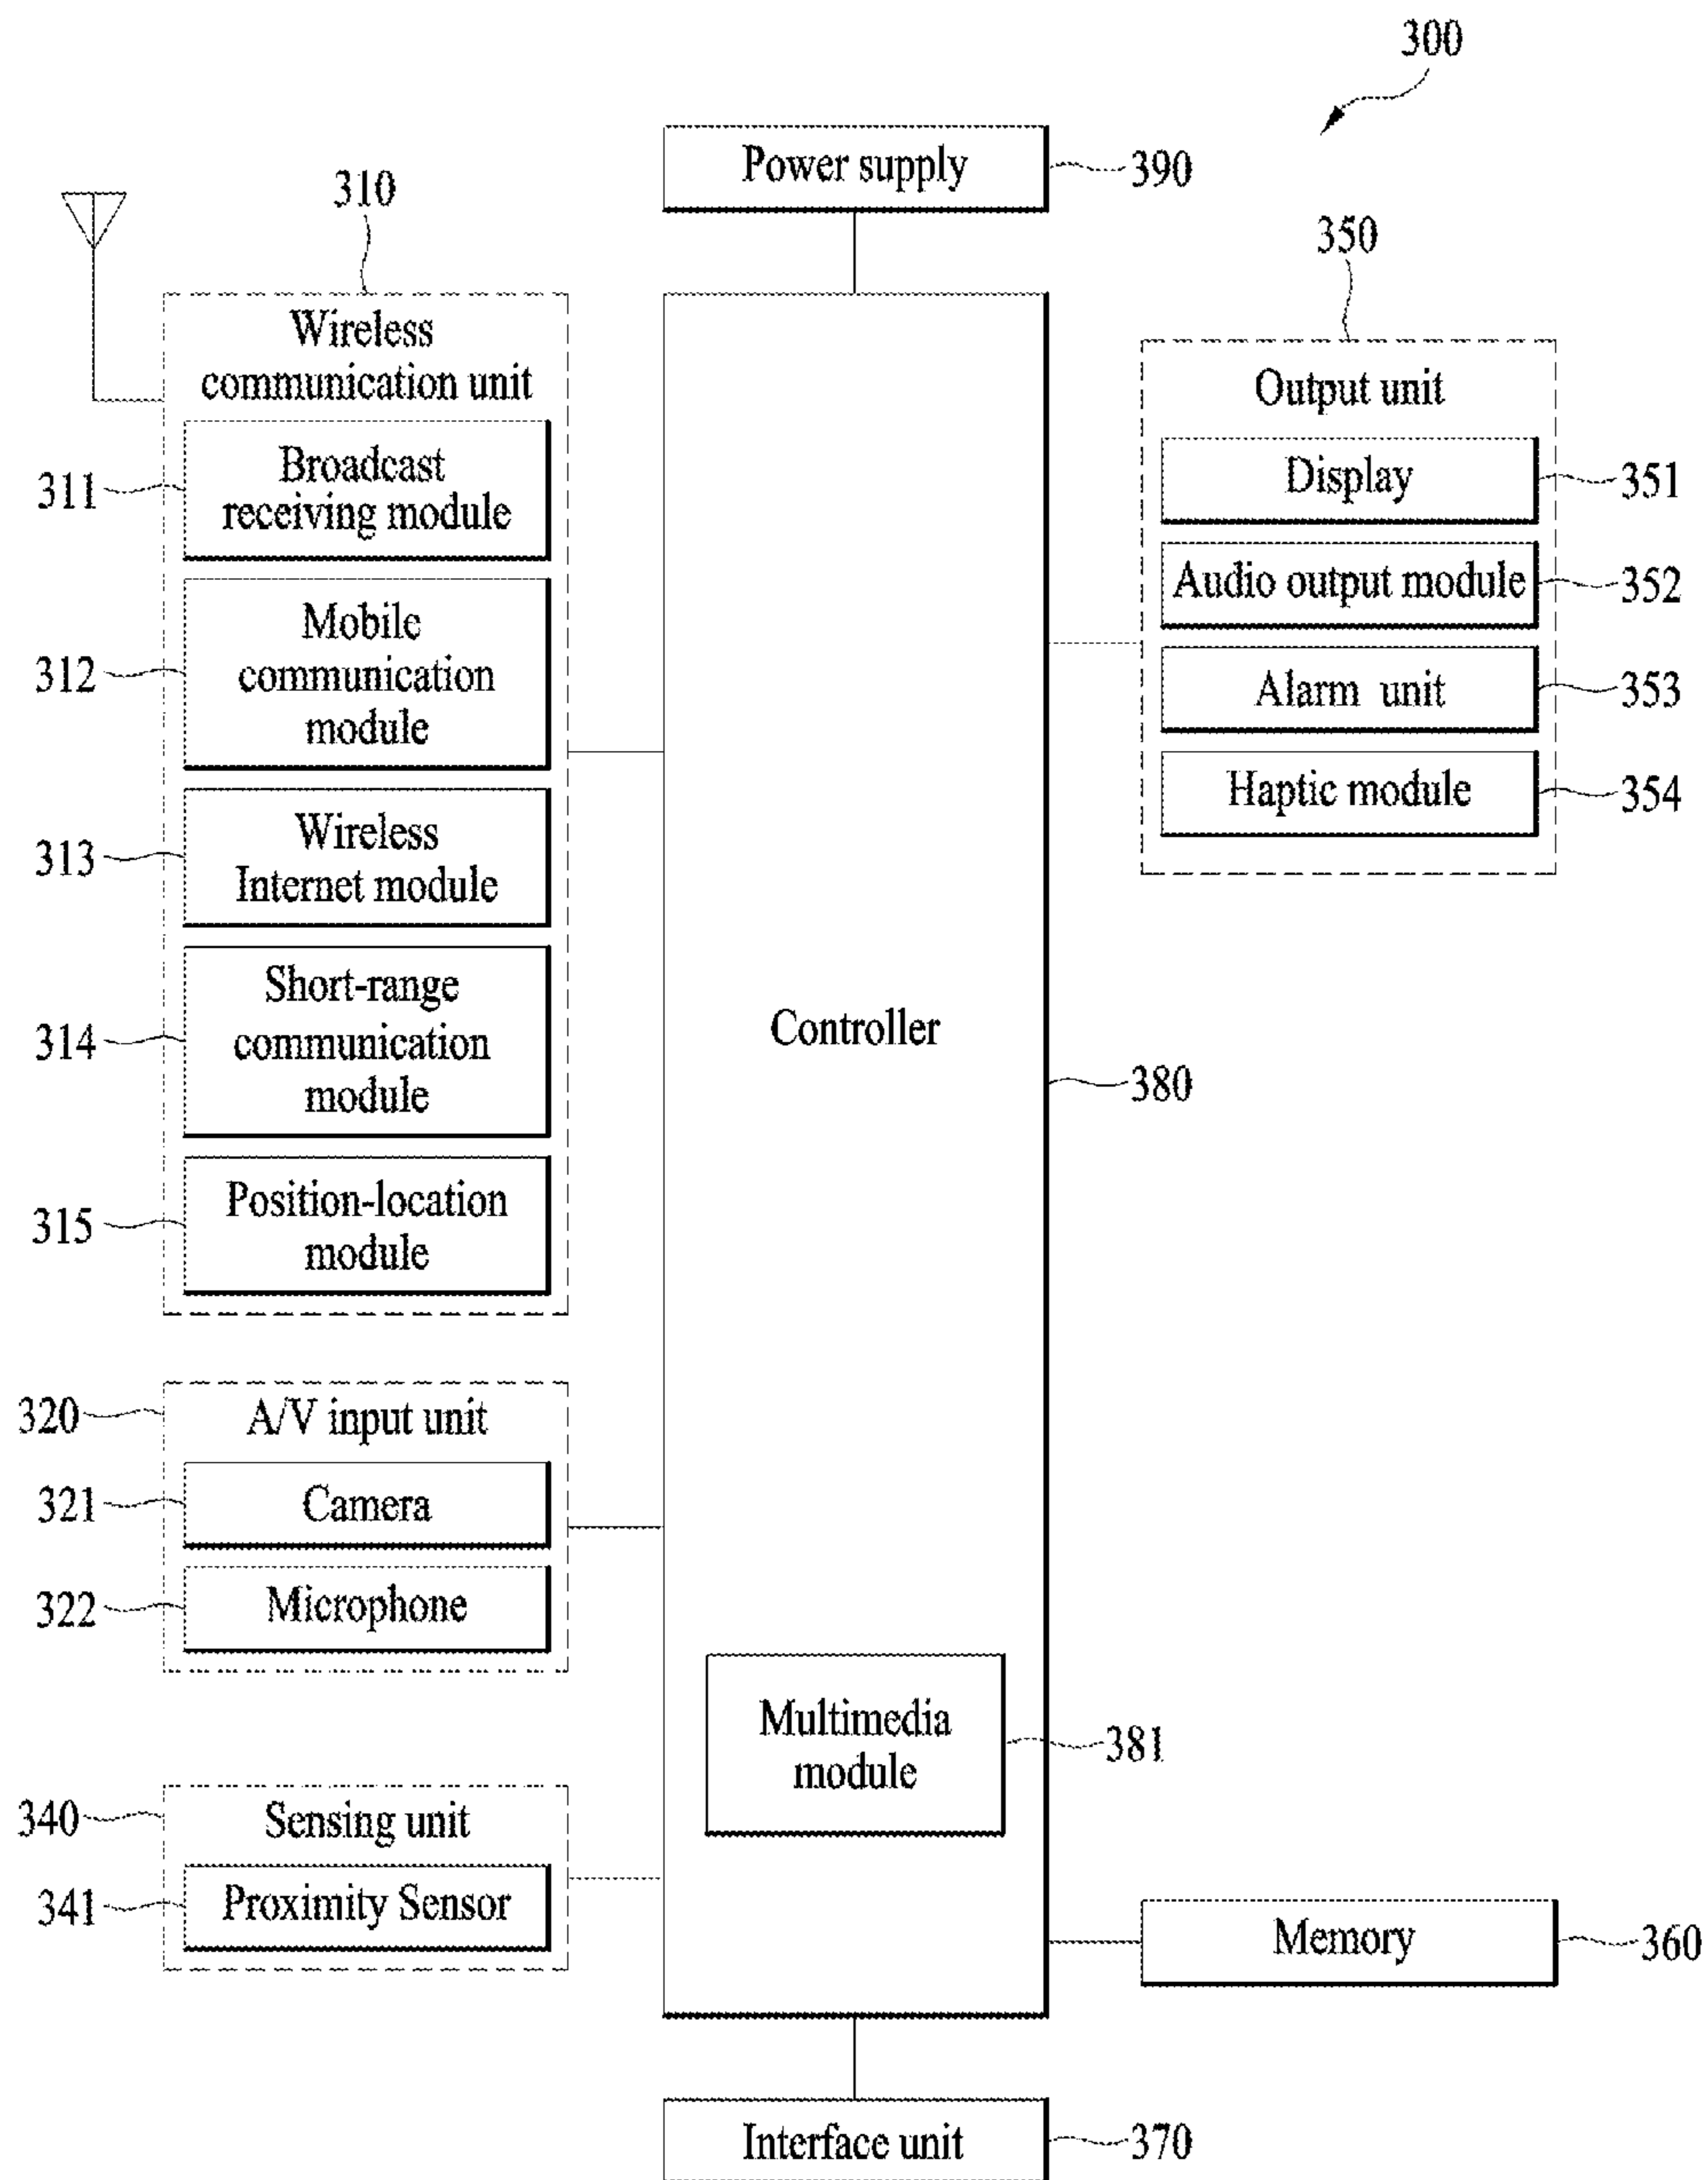 300
Power supply
390
310
350
Wireless
communication unit
Output unit
Broadcast
receiving module
311
Display
351
Mobile
communication
module
312
Audio output module
352
Alarm unit
353
Haptic module
354
Wireless
Internet module
313
Short-range
communication
module
314
Controller
380
Position-location
module
315
A/V input unit
320
Camera
321
Microphone
322
Multimedia
module
381
Sensing unit
340
Proximity Sensor
341
Memory
360
Interface unit
370